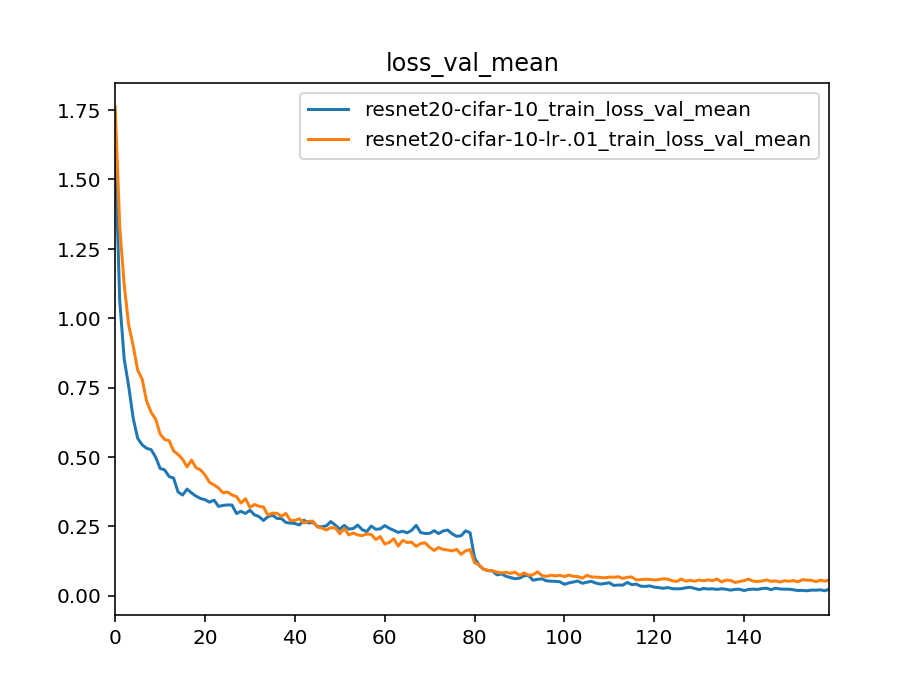 loss_val_mean
resnet20-cifar-10_train_loss_val_mean
resnet20-cifar-10-lr-.01_train_loss_val_mean
1.75
1.50
1.25
1.00
0.75
0.50
0.25
0.00
0 20 40 60 80 100 120 140